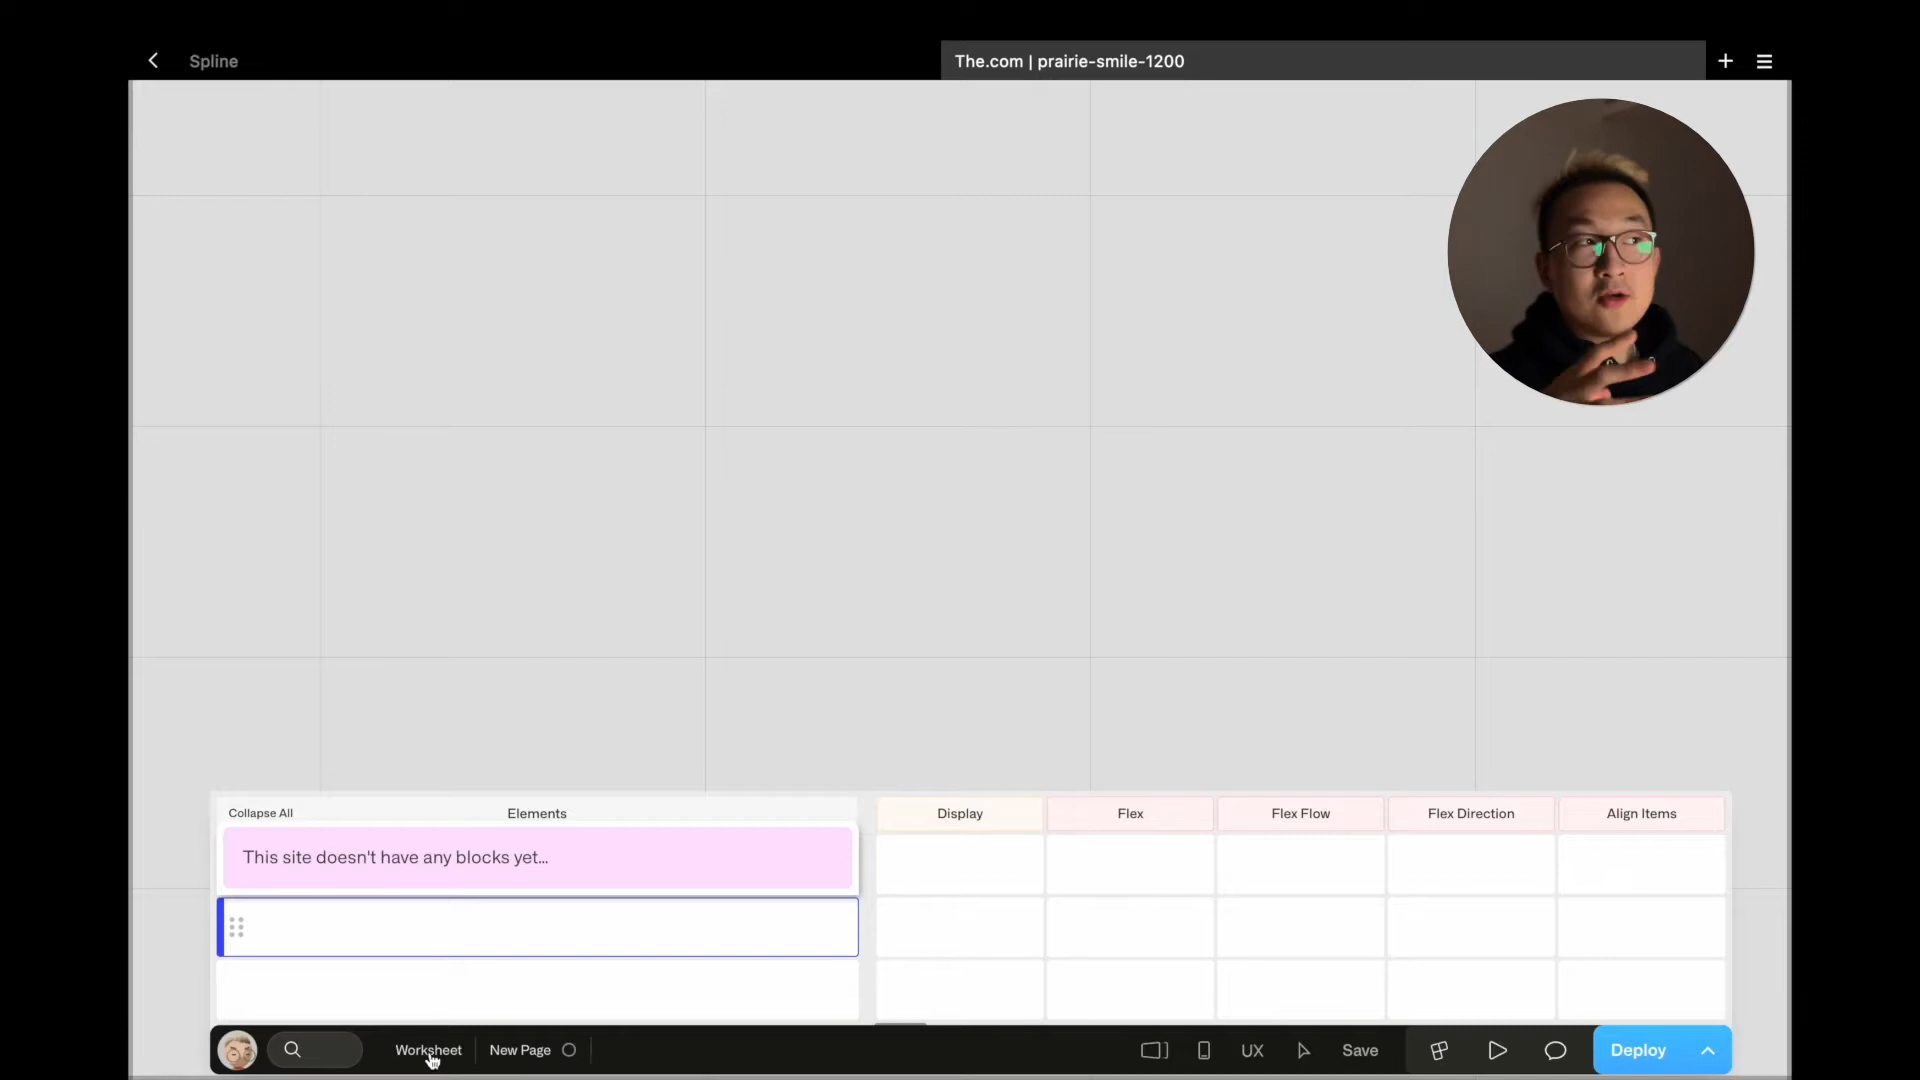 Spline
The.com | prairie-smile-1200
Collapse All
Elements
Display
Flex
Flex Flow
Flex Direction
Align Items
This site doesn't have any blocks yet...
Worksheet
New Page
UX
Save
Deploy